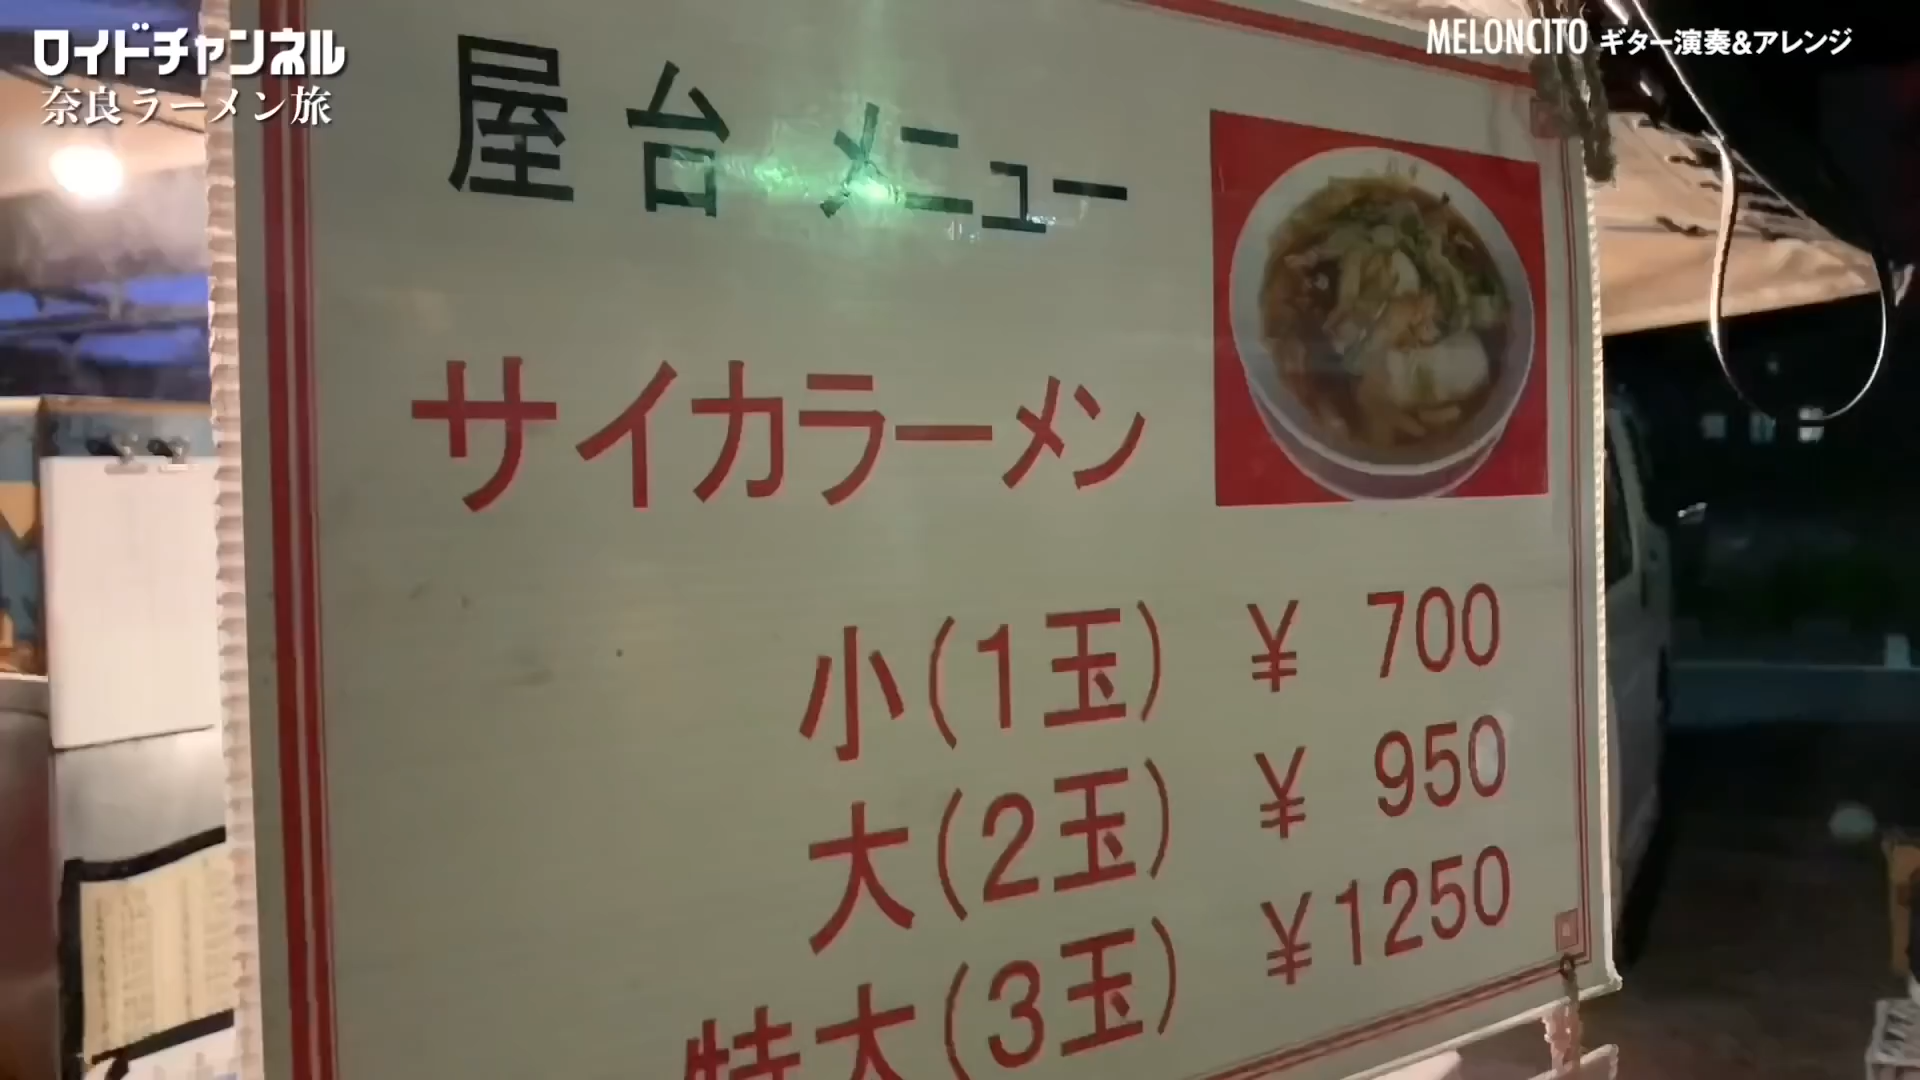 ロイドチャンネル
奈良ラーメン旅
MELONCITO ギター演奏&アレンジ
屋台 メニュー
サイカラーメン
小(1玉) ¥ 700
大(2玉) ¥ 950
特大(3玉) ¥1250